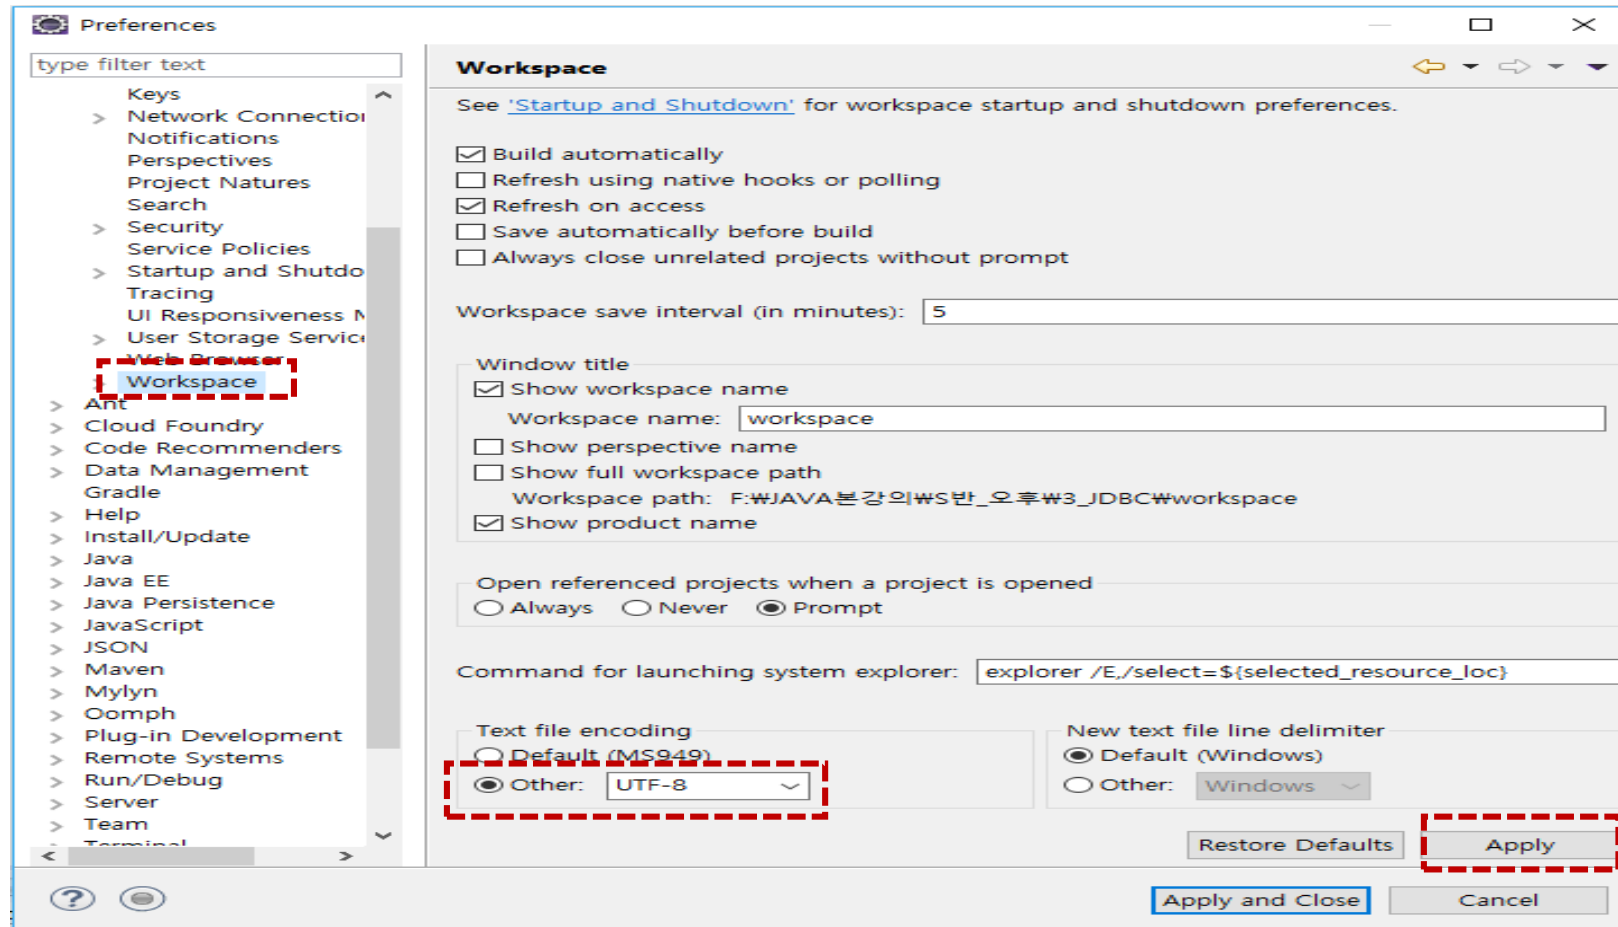 Preferences
type filter text
Keys
Network Connection
Notifications
Perspectives
Project Natures
Search
Security
Service Policies
Startup and Shutdo
Tracing
UI Responsiveness
User Storage Service
Web Browser
Workspace
Ant
Cloud Foundry
Code Recommenders
Data Management
Gradle
Help
Install/Update
Java
Java EE
Java Persistence
JavaScript
JSON
Maven
Mylyn
Oomph
Plug-in Development
Remote Systems
Run/Debug
Server
Team
Terminal
Workspace
See 'Startup and Shutdown' for workspace startup and shutdown preferences.
Build automatically
Refresh using native hooks or polling
Refresh on access
Save automatically before build
Always close unrelated projects without prompt
Workspace save interval (in minutes): 5
Window title
Show workspace name
Workspace name: workspace
Show perspective name
Show full workspace path
Workspace path: F:₩JAVA본강의₩S반_오후₩3_JDBC₩workspace
Show product name
Open referenced projects when a project is opened
Always Never Prompt
Command for launching system explorer: explorer /E,/select=${selected_resource_loc}
Text file encoding
Default (MS949)
Other: UTF-8
New text file line delimiter
Default (Windows)
Other: Windows
Restore Defaults Apply
Apply and Close Cancel